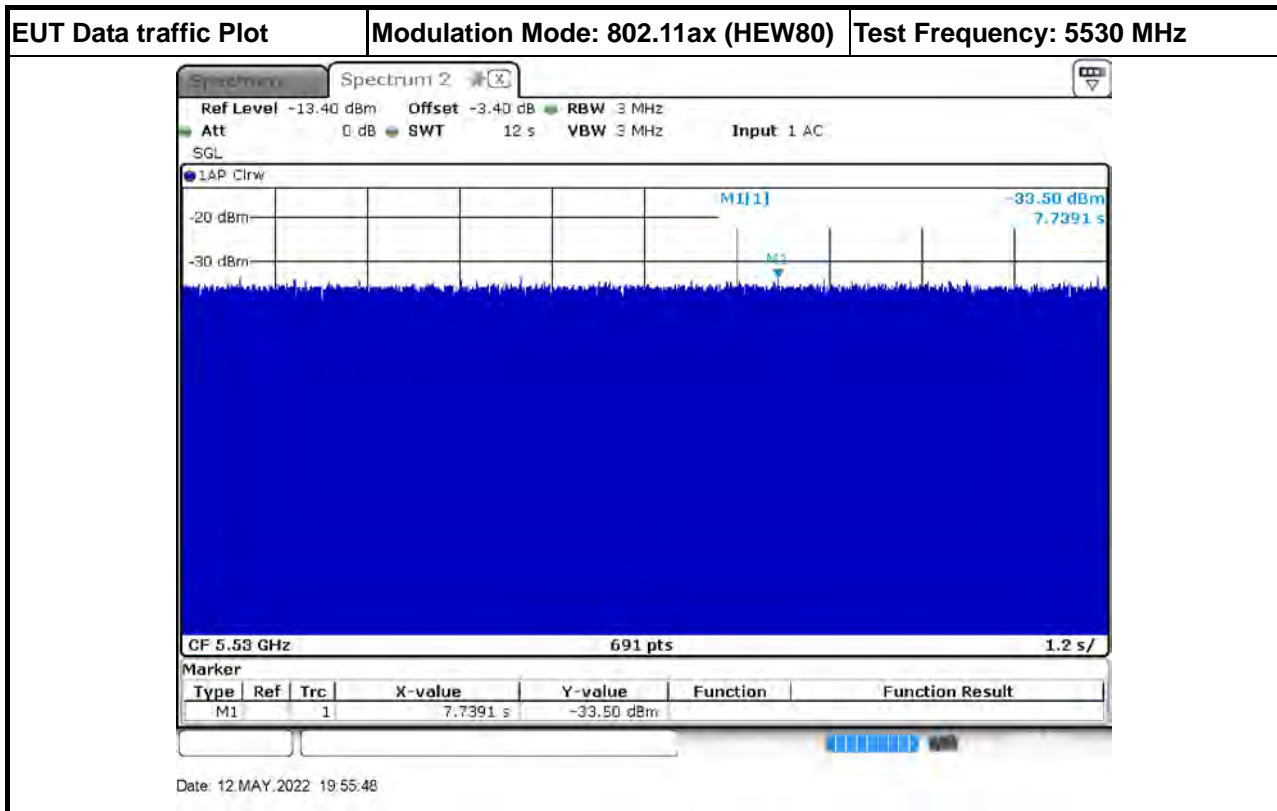 EUT Data traffic Plot Modulation Mode: 802.11ax (HEW80) Test Frequency: 5530 MHz
Spectrum Spectrum 2 X
Ref Level -13.40 dBm Offset -3.40 dB RBW 3 MHz
Att 0 dB SWT 12 s VBW 3 MHz Input 1 AC
SGL
1AP Clrw
M1[1] -33.50 dBm
7.7391 s
-20 dBm
-30 dBm
M1
CF 5.53 GHz 691 pts 1.2 s/
Marker
Type Ref Trc X-value Y-value Function Function Result
M1 1 7.7391 s -33.50 dBm
Date: 12.MAY.2022 19:55:48